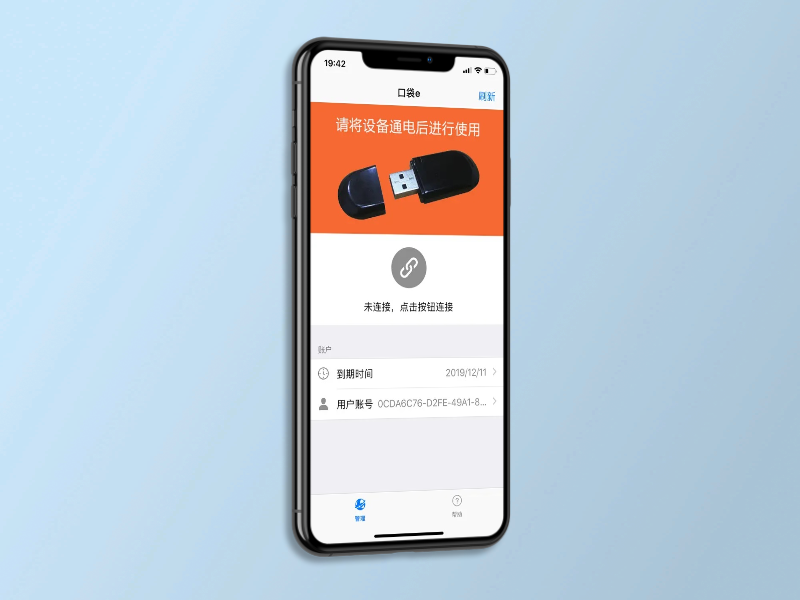 19:42
口袋e
刷新
请将设备通电后进行使用
未连接，点击按钮连接
账户
到期时间 2019/12/11
用户账号 0CDA6C76-D2FE-49A1-8...
管理
帮助